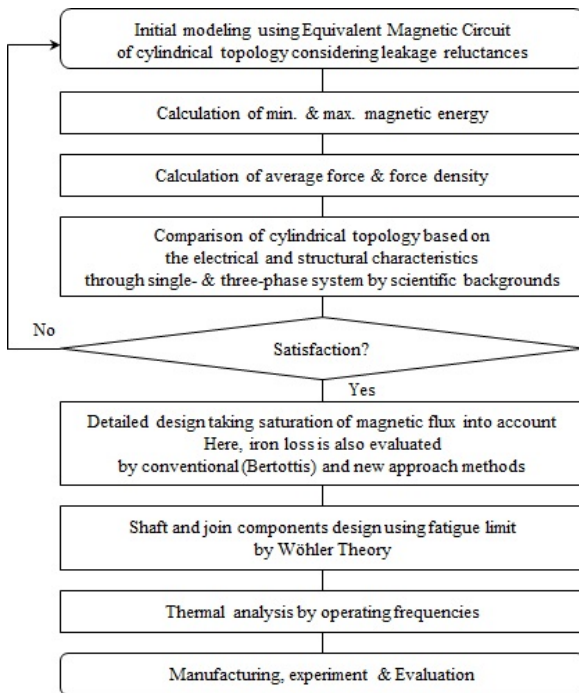 Initial modeling using Equivalent Magnetic Circuit
of cylindrical topology considering leakage reluctances
Calculation of min. & max. magnetic energy
Calculation of average force & force density
Comparison of cylindrical topology based on
the electrical and structural characteristics
through single- & three-phase system by scientific backgrounds
No
Satisfaction?
Yes
Detailed design taking saturation of magnetic flux into account
Here, iron loss is also evaluated
by conventional (Bertottis) and new approach methods
Shaft and join components design using fatigue limit
by Wöhler Theory
Thermal analysis by operating frequencies
Manufacturing, experiment & Evaluation